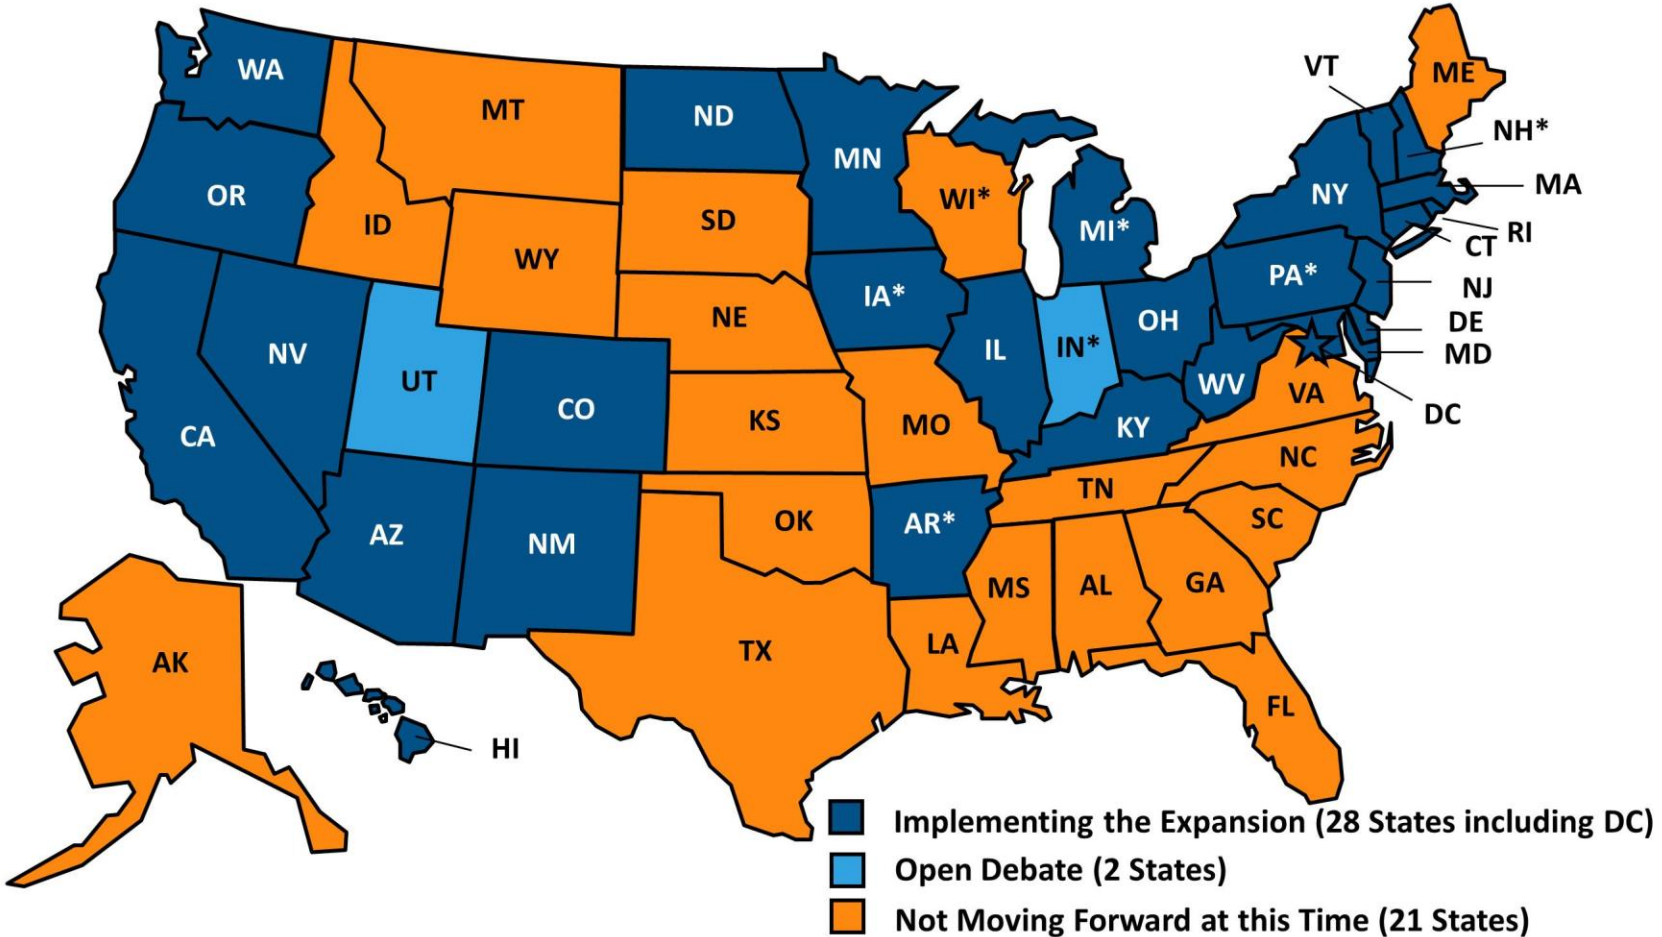 WA
MT
ND
MN
OR
ID
WY
SD
WI*
MI*
NY
VT
ME
NH*
MA
RI
CT
NJ
DE
MD
DC
NV
UT
CO
NE
IA*
IL
IN*
OH
PA*
CA
KS
MO
KY
WV
VA
AZ
NM
OK
AR*
TN
NC
SC
MS
AL
GA
TX
LA
FL
AK
HI
Implementing the Expansion (28 States including DC)
Open Debate (2 States)
Not Moving Forward at this Time (21 States)